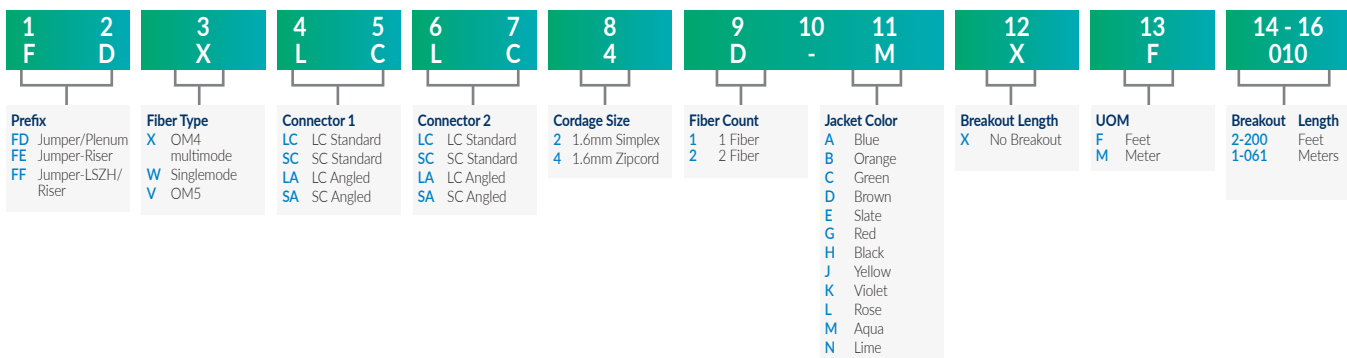 1 2
F D
3
X
4 5
L C
6 7
L C
8
4
9 10 11
D - M
12
X
13
F
14 - 16
010
Prefix
FD Jumper/Plenum
FE Jumper-Riser
FF Jumper-LSZH/
Riser
Fiber Type
X OM4
multimode
W Singlemode
V OM5
Connector 1
LC LC Standard
SC SC Standard
LA LC Angled
SA SC Angled
Connector 2
LC LC Standard
SC SC Standard
LA LC Angled
SA SC Angled
Cordage Size
2 1.6mm Simplex
4 1.6mm Zipcord
Fiber Count
1 1 Fiber
2 2 Fiber
Jacket Color
A Blue
B Orange
C Green
D Brown
E Slate
G Red
H Black
J Yellow
K Violet
L Rose
M Aqua
N Lime
Breakout Length
X No Breakout
UOM
F Feet
M Meter
Breakout Length
2-200 Feet
1-061 Meters